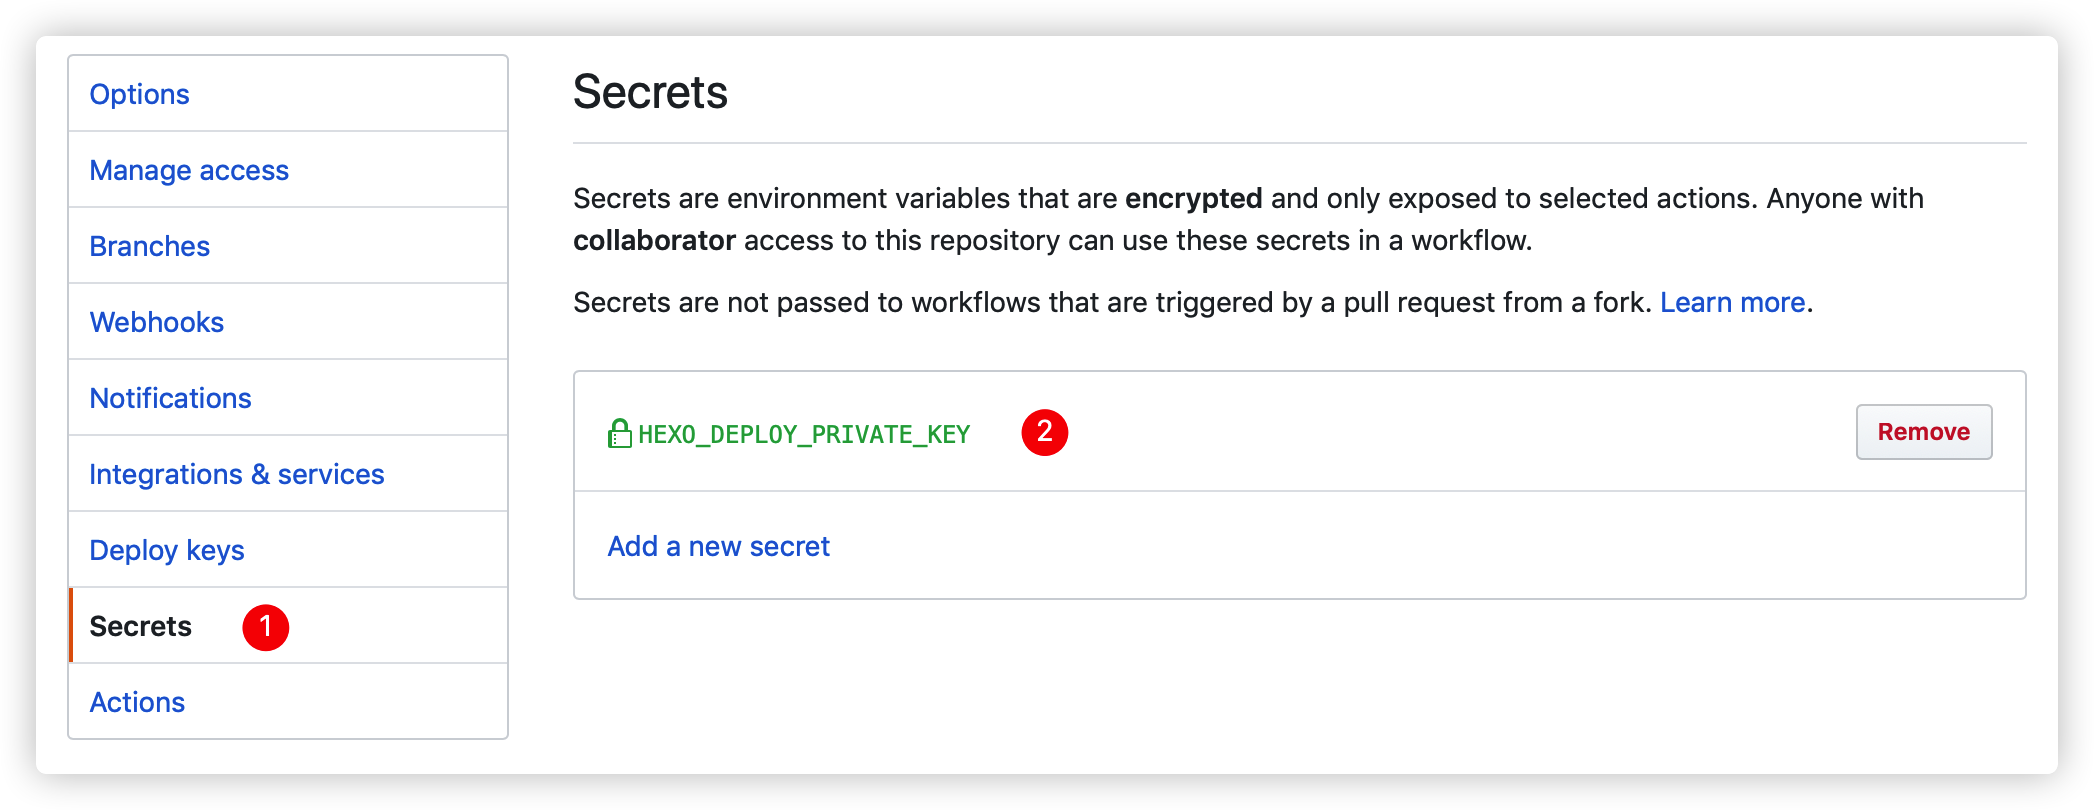 Options
Manage access
Branches
Webhooks
Notifications
Integrations & services
Deploy keys
Secrets 1
Actions
Secrets
Secrets are environment variables that are encrypted and only exposed to selected actions. Anyone with
collaborator access to this repository can use these secrets in a workflow.
Secrets are not passed to workflows that are triggered by a pull request from a fork. Learn more.
HEXO_DEPLOY_PRIVATE_KEY 2 Remove
Add a new secret